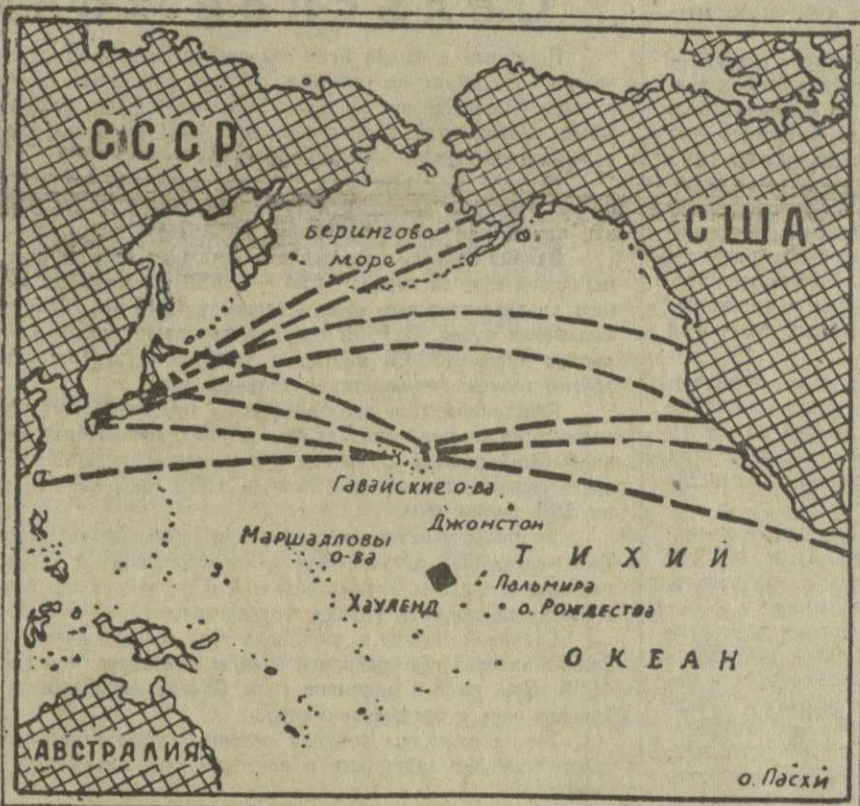 СССР
США
Берингово
море
Гавайские о-ва
Джонстон
Маршалловы
о-ва
ТИХИЙ
Пальмира
Хауленд
о. Рождества
ОКЕАН
АВСТРАЛИЯ
о. Пасхи